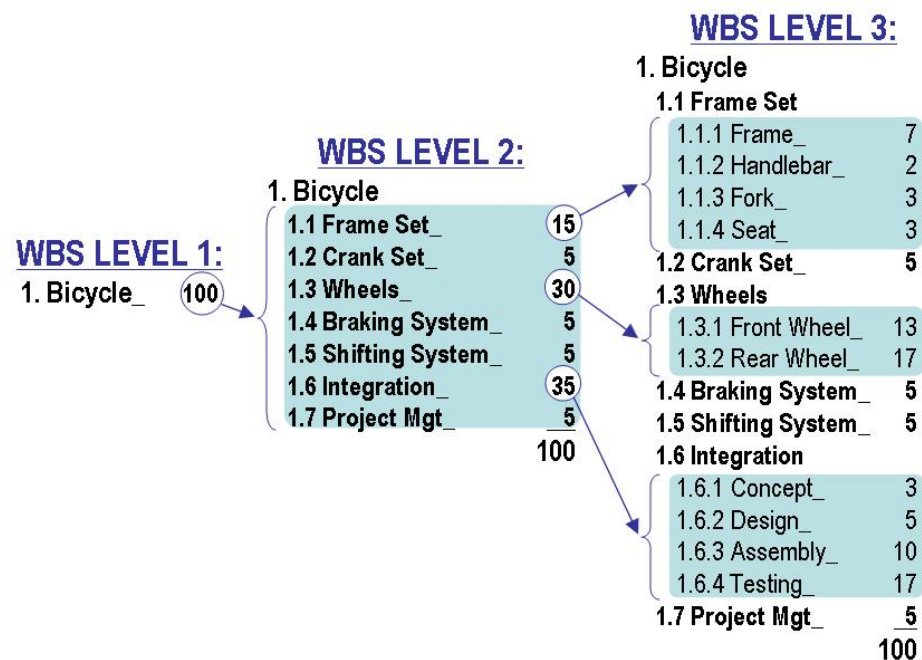 WBS LEVEL 1:
1. Bicycle_ 100
WBS LEVEL 2:
1. Bicycle
1.1 Frame Set_ 15
1.2 Crank Set_ 5
1.3 Wheels_ 30
1.4 Braking System_ 5
1.5 Shifting System_ 5
1.6 Integration_ 35
1.7 Project Mgt_ 5
100
WBS LEVEL 3:
1. Bicycle
1.1 Frame Set
1.1.1 Frame_ 7
1.1.2 Handlebar_ 2
1.1.3 Fork_ 3
1.1.4 Seat_ 3
1.2 Crank Set_ 5
1.3 Wheels
1.3.1 Front Wheel_ 13
1.3.2 Rear Wheel_ 17
1.4 Braking System_ 5
1.5 Shifting System_ 5
1.6 Integration
1.6.1 Concept_ 3
1.6.2 Design_ 5
1.6.3 Assembly_ 10
1.6.4 Testing_ 17
1.7 Project Mgt_ 5
100